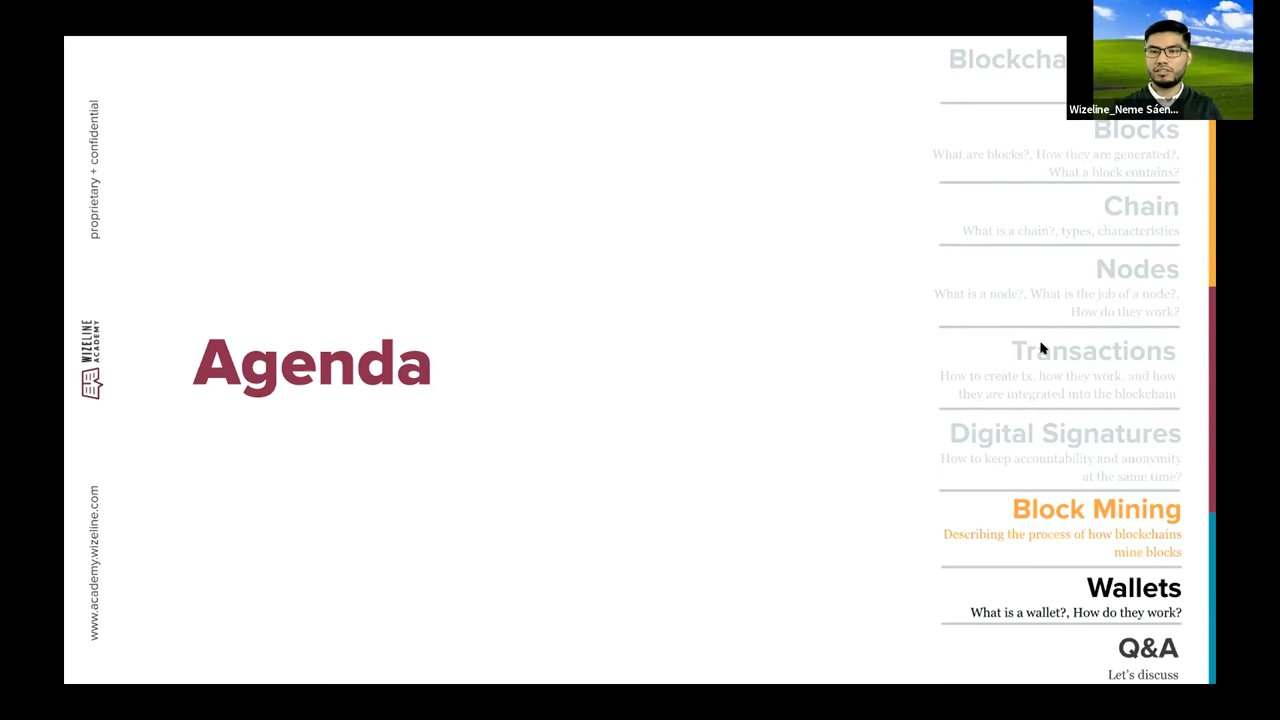 Blockcha
Wizeline_Neme Sáen...
Blocks
What are blocks?, How they are generated?,
What a block contains?
Chain
What is a chain?, types, characteristics
Nodes
What is a node?, What is the job of a node?,
How do they work?
Transactions
How to create tx, how they work, and how
they are integrated into the blockchain
Digital Signatures
How to keep accountability and anonymity
at the same time?
Block Mining
Describing the process of how blockchains
mine blocks
Wallets
What is a wallet?, How do they work?
Q&A
Let's discuss
Agenda
proprietary + confidential
WIZELINE
ACADEMY
www.academy.wizeline.com